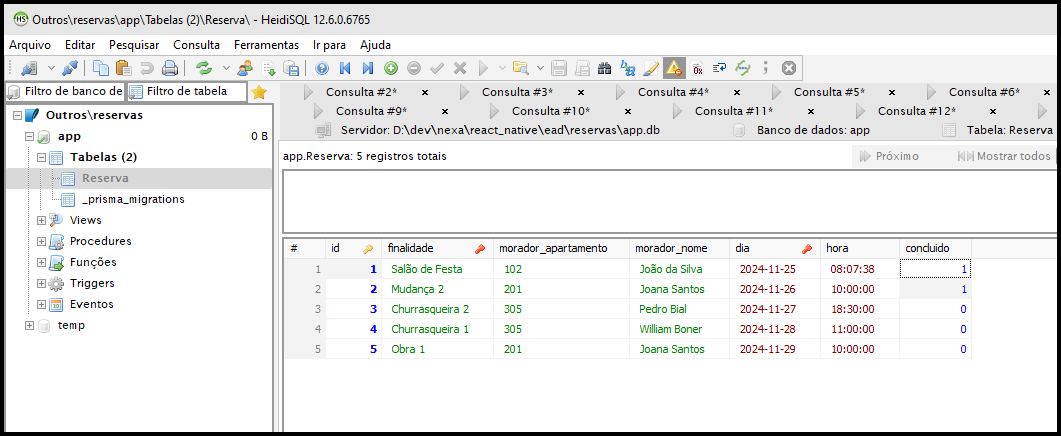 Outros\reservas\app\Tabelas (2)\Reserva\ - HeidiSQL 12.6.0.6765
Arquivo Editar Pesquisar Consulta Ferramentas Ir para Ajuda
Filtro de banco de Filtro de tabela
Outros\reservas
app 0 B
Tabelas (2)
Reserva
_prisma_migrations
Views
Procedures
Funções
Triggers
Eventos
temp
Consulta #2* Consulta #3* Consulta #4* Consulta #5* Consulta #6*
Consulta #9* Consulta #10* Consulta #11* Consulta #12*
Servidor: D:\dev\nexa\react_native\ead\reservas\app.db Banco de dados: app Tabela: Reserva
app.Reserva: 5 registros totais Próximo Mostrar todos
# id finalidade morador_apartamento morador_nome dia hora concluido
1 1 Salão de Festa 102 João da Silva 2024-11-25 08:07:38 1
2 2 Mudança 2 201 Joana Santos 2024-11-26 10:00:00 1
3 3 Churrasqueira 2 305 Pedro Bial 2024-11-27 18:30:00 0
4 4 Churrasqueira 1 305 William Boner 2024-11-28 11:00:00 0
5 5 Obra 1 201 Joana Santos 2024-11-29 10:00:00 0